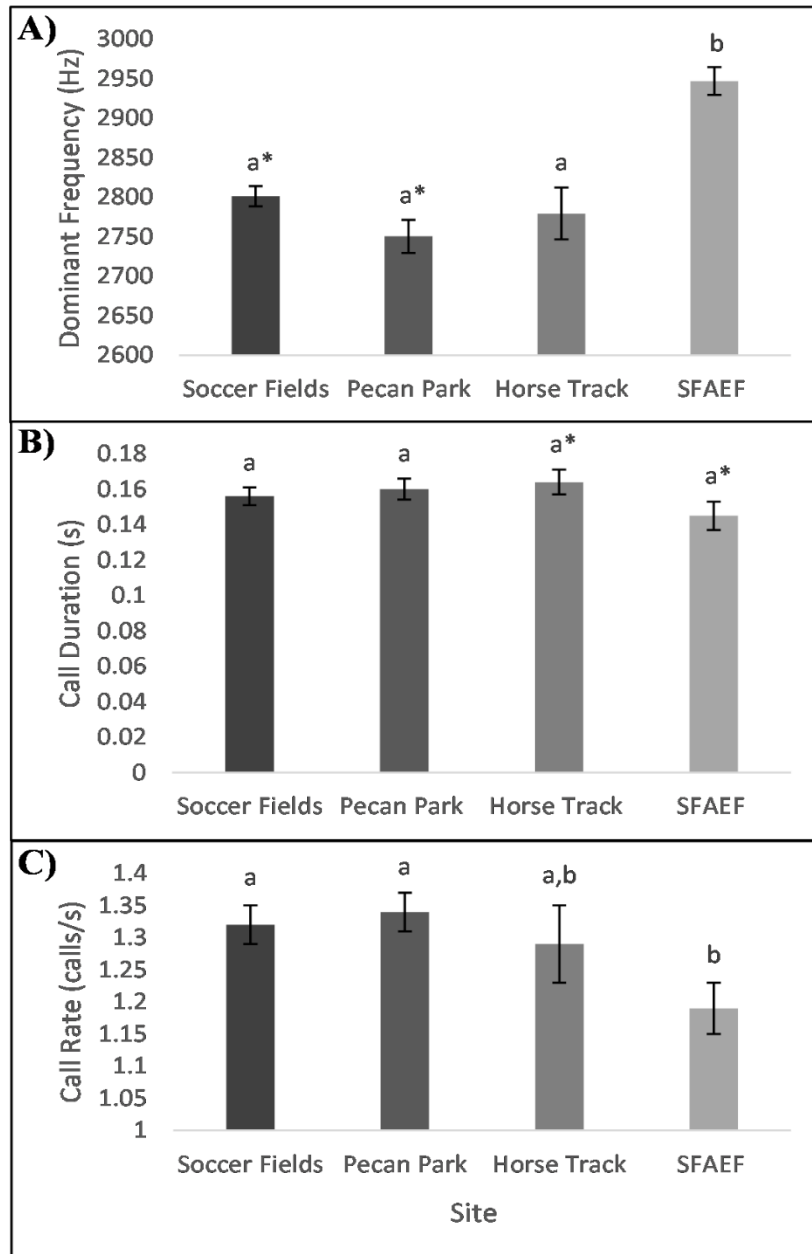 A)
Dominant Frequency (Hz)
3000
2950
2900
2850
2800
2750
2700
2650
2600
a*
a*
a
b
Soccer Fields Pecan Park Horse Track SFAEF
B)
Call Duration (s)
0.18
0.16
0.14
0.12
0.1
0.08
0.06
0.04
0.02
0
a
a
a*
a*
Soccer Fields Pecan Park Horse Track SFAEF
C)
Call Rate (calls/s)
1.4
1.35
1.3
1.25
1.2
1.15
1.1
1.05
1
a
a
a,b
b
Soccer Fields Pecan Park Horse Track SFAEF
Site